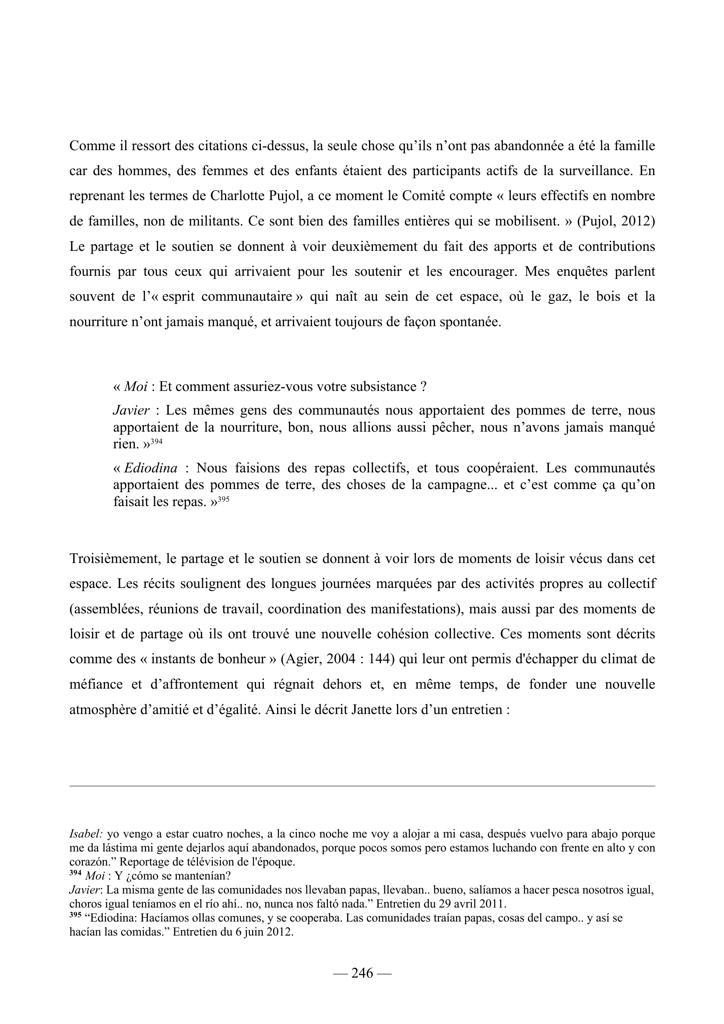 Comme il ressort des citations ci-dessus, la seule chose qu’ils n’ont pas abandonnée a été la famille
car des hommes, des femmes et des enfants étaient des participants actifs de la surveillance. En
reprenant les termes de Charlotte Pujol, a ce moment le Comité compte « leurs effectifs en nombre
de familles, non de militants. Ce sont bien des familles entières qui se mobilisent. » (Pujol, 2012)
Le partage et le soutien se donnent à voir deuxièmement du fait des apports et de contributions
fournis par tous ceux qui arrivaient pour les soutenir et les encourager. Mes enquêtes parlent
souvent de l’« esprit communautaire » qui naît au sein de cet espace, où le gaz, le bois et la
nourriture n’ont jamais manqué, et arrivaient toujours de façon spontanée.
« Moi : Et comment assuriez-vous votre subsistance ?
Javier : Les mêmes gens des communautés nous apportaient des pommes de terre, nous
apportaient de la nourriture, bon, nous allions aussi pêcher, nous n’avons jamais manqué
rien. »394
« Ediodina : Nous faisions des repas collectifs, et tous coopéraient. Les communautés
apportaient des pommes de terre, des choses de la campagne... et c’est comme ça qu’on
faisait les repas. »395
Troisièmement, le partage et le soutien se donnent à voir lors de moments de loisir vécus dans cet
espace. Les récits soulignent des longues journées marquées par des activités propres au collectif
(assemblées, réunions de travail, coordination des manifestations), mais aussi par des moments de
loisir et de partage où ils ont trouvé une nouvelle cohésion collective. Ces moments sont décrits
comme des « instants de bonheur » (Agier, 2004 : 144) qui leur ont permis d'échapper du climat de
méfiance et d’affrontement qui régnait dehors et, en même temps, de fonder une nouvelle
atmosphère d’amitié et d’égalité. Ainsi le décrit Janette lors d’un entretien :
Isabel: yo vengo a estar cuatro noches, a la cinco noche me voy a alojar a mi casa, después vuelvo para abajo porque
me da lástima mi gente dejarlos aquí abandonados, porque pocos somos pero estamos luchando con frente en alto y con
corazón.” Reportage de télévision de l'époque.
394 Moi : Y ¿cómo se mantenían?
Javier: La misma gente de las comunidades nos llevaban papas, llevaban.. bueno, salíamos a hacer pesca nosotros igual,
choros igual teníamos en el río ahí.. no, nunca nos faltó nada.” Entretien du 29 avril 2011.
395 “Ediodina: Hacíamos ollas comunes, y se cooperaba. Las comunidades traían papas, cosas del campo.. y así se
hacían las comidas.” Entretien du 6 juin 2012.
— 246 —